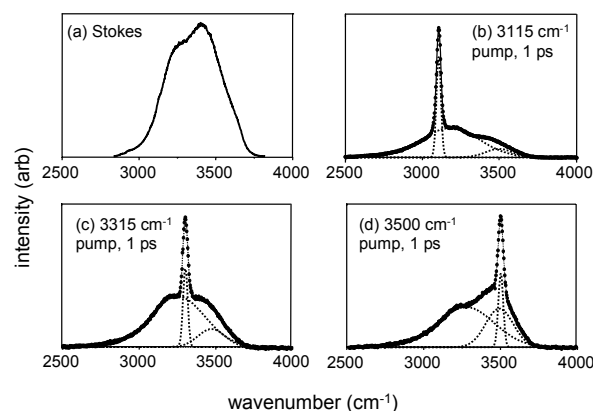 (a) Stokes
(b) 3115 cm⁻¹
pump, 1 ps
2500 3000 3500 4000
2500 3000 3500 4000
(c) 3315 cm⁻¹
pump, 1 ps
(d) 3500 cm⁻¹
pump, 1 ps
2500 3000 3500 4000
2500 3000 3500 4000
intensity (arb)
wavenumber (cm⁻¹)